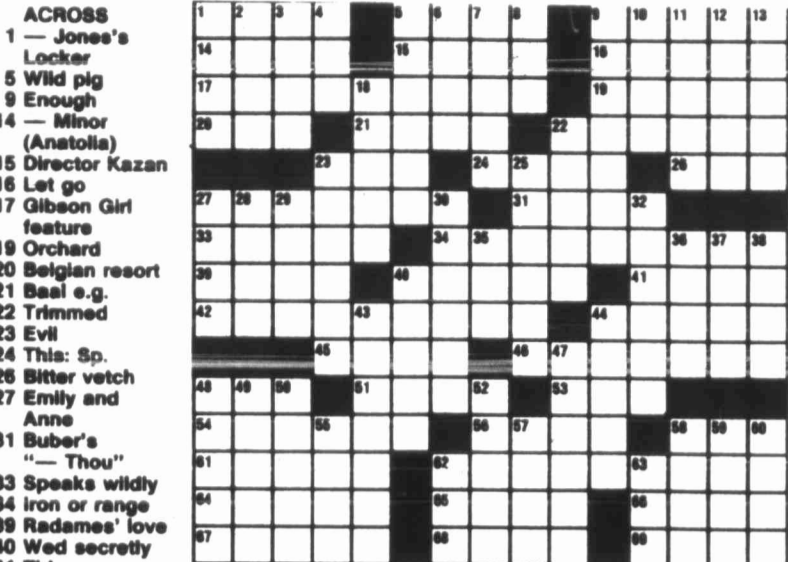 ACROSS
1 — Jones's
Locker
5 Wild pig
9 Enough
14 — Minor
(Anatolia)
15 Director Kazan
16 Let go
17 Gibson Girl
feature
19 Orchard
20 Belgian resort
21 Baal e.g.
22 Trimmed
23 Evil
24 This: Sp.
26 Bitter vetch
27 Emily and
Anne
31 Buber's
"— Thou"
33 Speaks wildly
34 Iron or range
39 Radames' love
40 Wed secretly
1 2 3 4 5 6 7 8 9 10 11 12 13
14 15 16
17 18 19
20 21 22
23 24 25 26
27 28 29 30 31 32
33 34 35 36 37 38
39 40 41
42 43 44
45 46 47
48 49 50 51 52 53
54 55 56 57 58 59 60
61 62 63
64 65 66
67 68 69